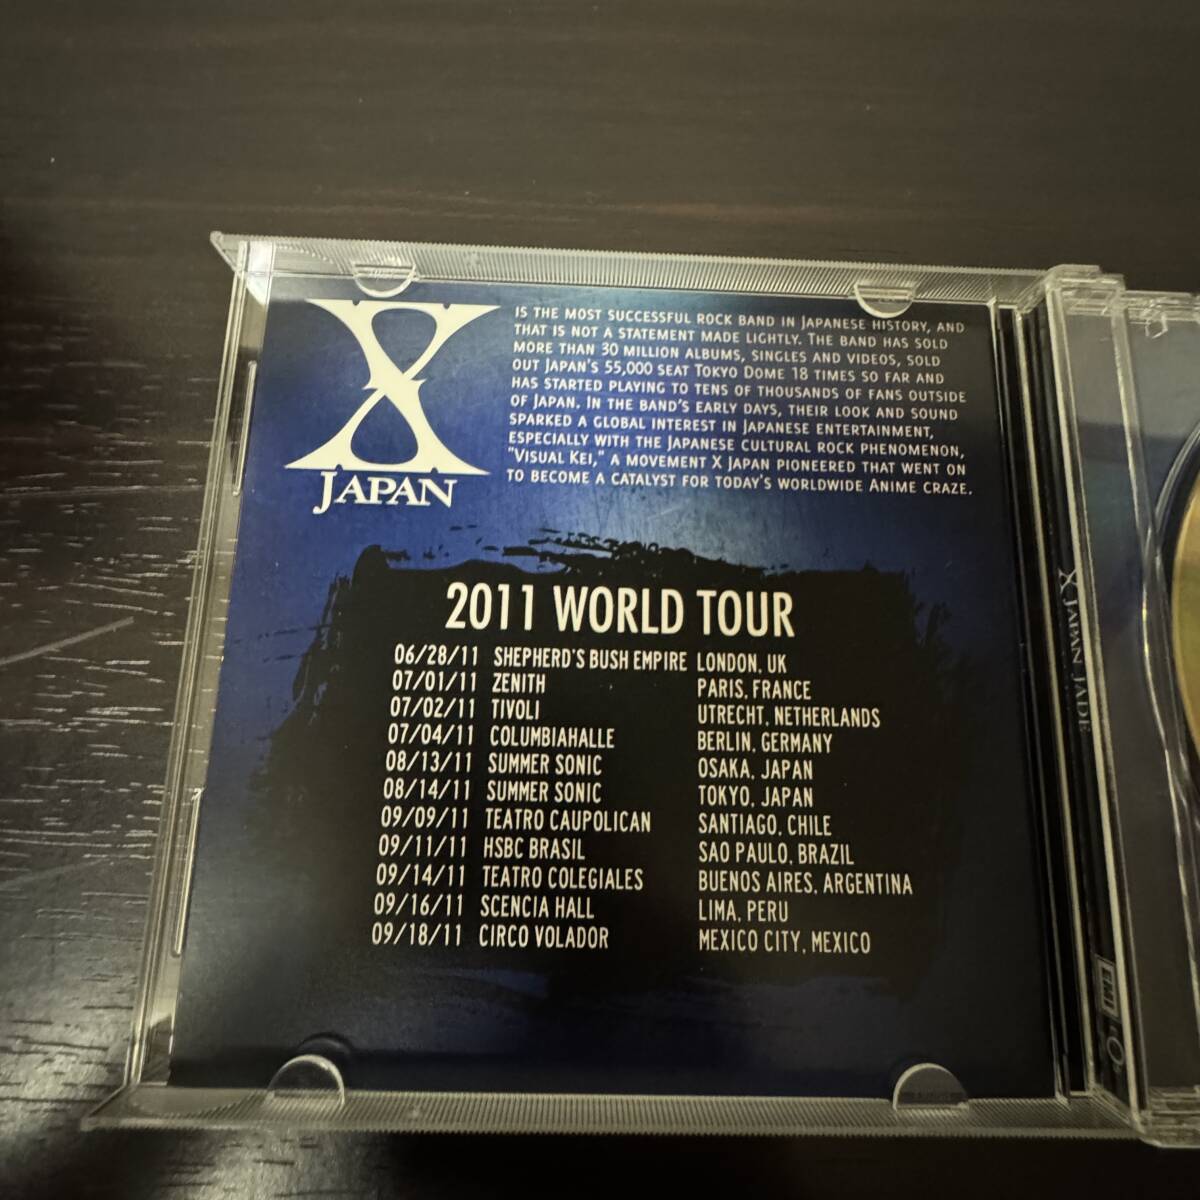 X
JAPAN
IS THE MOST SUCCESSFUL ROCK BAND IN JAPANESE HISTORY, AND
THAT IS NOT A STATEMENT MADE LIGHTLY. THE BAND HAS SOLD
MORE THAN 30 MILLION ALBUMS, SINGLES AND VIDEOS, SOLD
OUT JAPAN'S 55,000 SEAT TOKYO DOME 18 TIMES SO FAR AND
HAS STARTED PLAYING TO TENS OF THOUSANDS OF FANS OUTSIDE
OF JAPAN. IN THE BAND'S EARLY DAYS, THEIR LOOK AND SOUND
SPARKED A GLOBAL INTEREST IN JAPANESE ENTERTAINMENT,
ESPECIALLY WITH THE JAPANESE CULTURAL ROCK PHENOMENON,
"VISUAL KEI," A MOVEMENT X JAPAN PIONEERED THAT WENT ON
TO BECOME A CATALYST FOR TODAY'S WORLDWIDE ANIME CRAZE.
2011 WORLD TOUR
06/28/11 SHEPHERD'S BUSH EMPIRE LONDON, UK
07/01/11 ZENITH PARIS, FRANCE
07/02/11 TIVOLI UTRECHT, NETHERLANDS
07/04/11 COLUMBIAHALLE BERLIN, GERMANY
08/13/11 SUMMER SONIC OSAKA, JAPAN
08/14/11 SUMMER SONIC TOKYO, JAPAN
09/09/11 TEATRO CAUPOLICAN SANTIAGO, CHILE
09/11/11 HSBC BRASIL SAO PAULO, BRAZIL
09/14/11 TEATRO COLEGIALES BUENOS AIRES, ARGENTINA
09/16/11 SCENCIA HALL LIMA, PERU
09/18/11 CIRCO VOLADOR MEXICO CITY, MEXICO
X JAPAN JADE